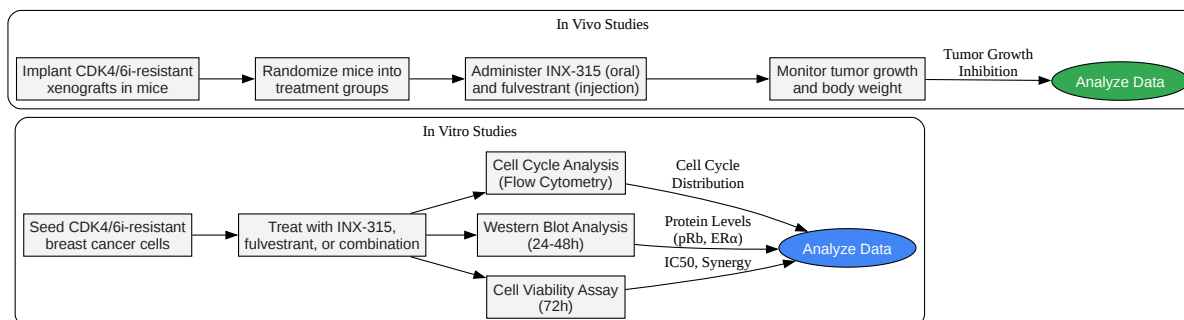 In Vivo Studies
Implant CDK4/6i-resistant
xenografts in mice
Randomize mice into
treatment groups
Administer INX-315 (oral)
and fulvestrant (injection)
Monitor tumor growth
and body weight
Tumor Growth
Inhibition
Analyze Data
In Vitro Studies
Seed CDK4/6i-resistant
breast cancer cells
Treat with INX-315,
fulvestrant, or combination
Cell Cycle Analysis
(Flow Cytometry)
Cell Cycle
Distribution
Western Blot Analysis
(24-48h)
Protein Levels
(pRb, ERα)
Cell Viability Assay
(72h)
IC50, Synergy
Analyze Data